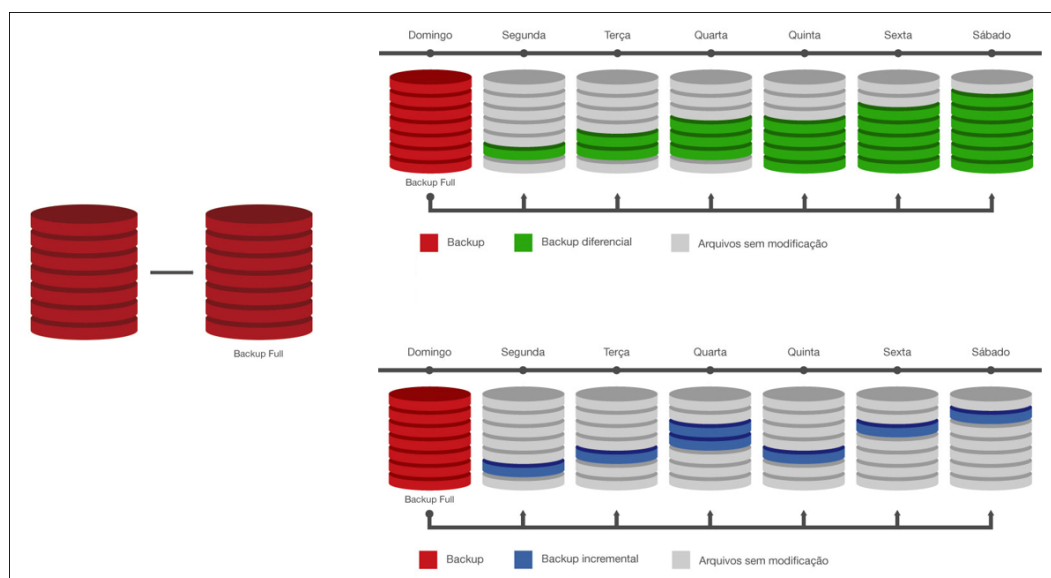 Domingo Segunda Terça Quarta Quinta Sexta Sábado
Backup Full
Backup Backup diferencial Arquivos sem modificação
Backup Full
Domingo Segunda Terça Quarta Quinta Sexta Sábado
Backup Full
Backup Backup incremental Arquivos sem modificação